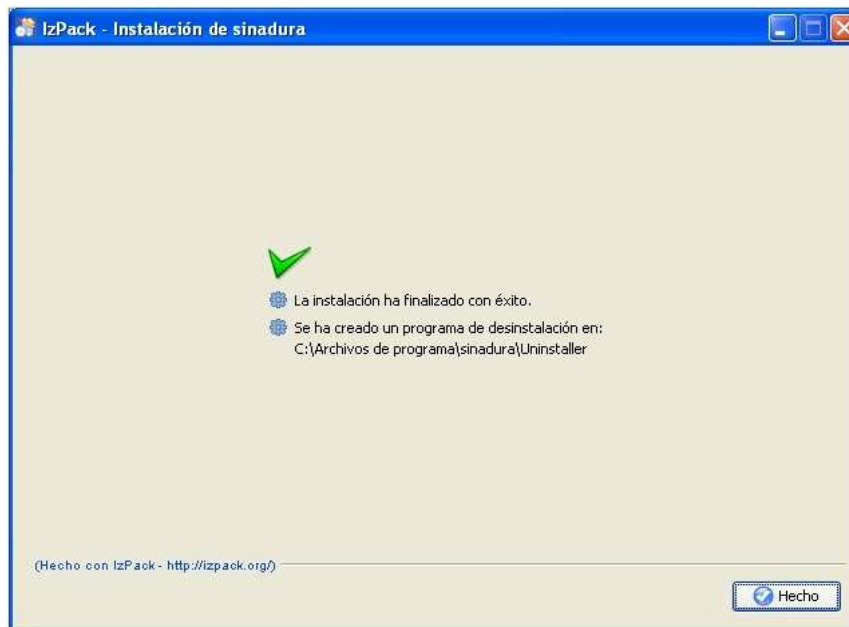 IzPack - Instalación de sinadura
La instalación ha finalizado con éxito.
Se ha creado un programa de desinstalación en:
C:\Archivos de programa\sinadura\Uninstaller
(Hecho con IzPack - http://izpack.org/)
Hecho